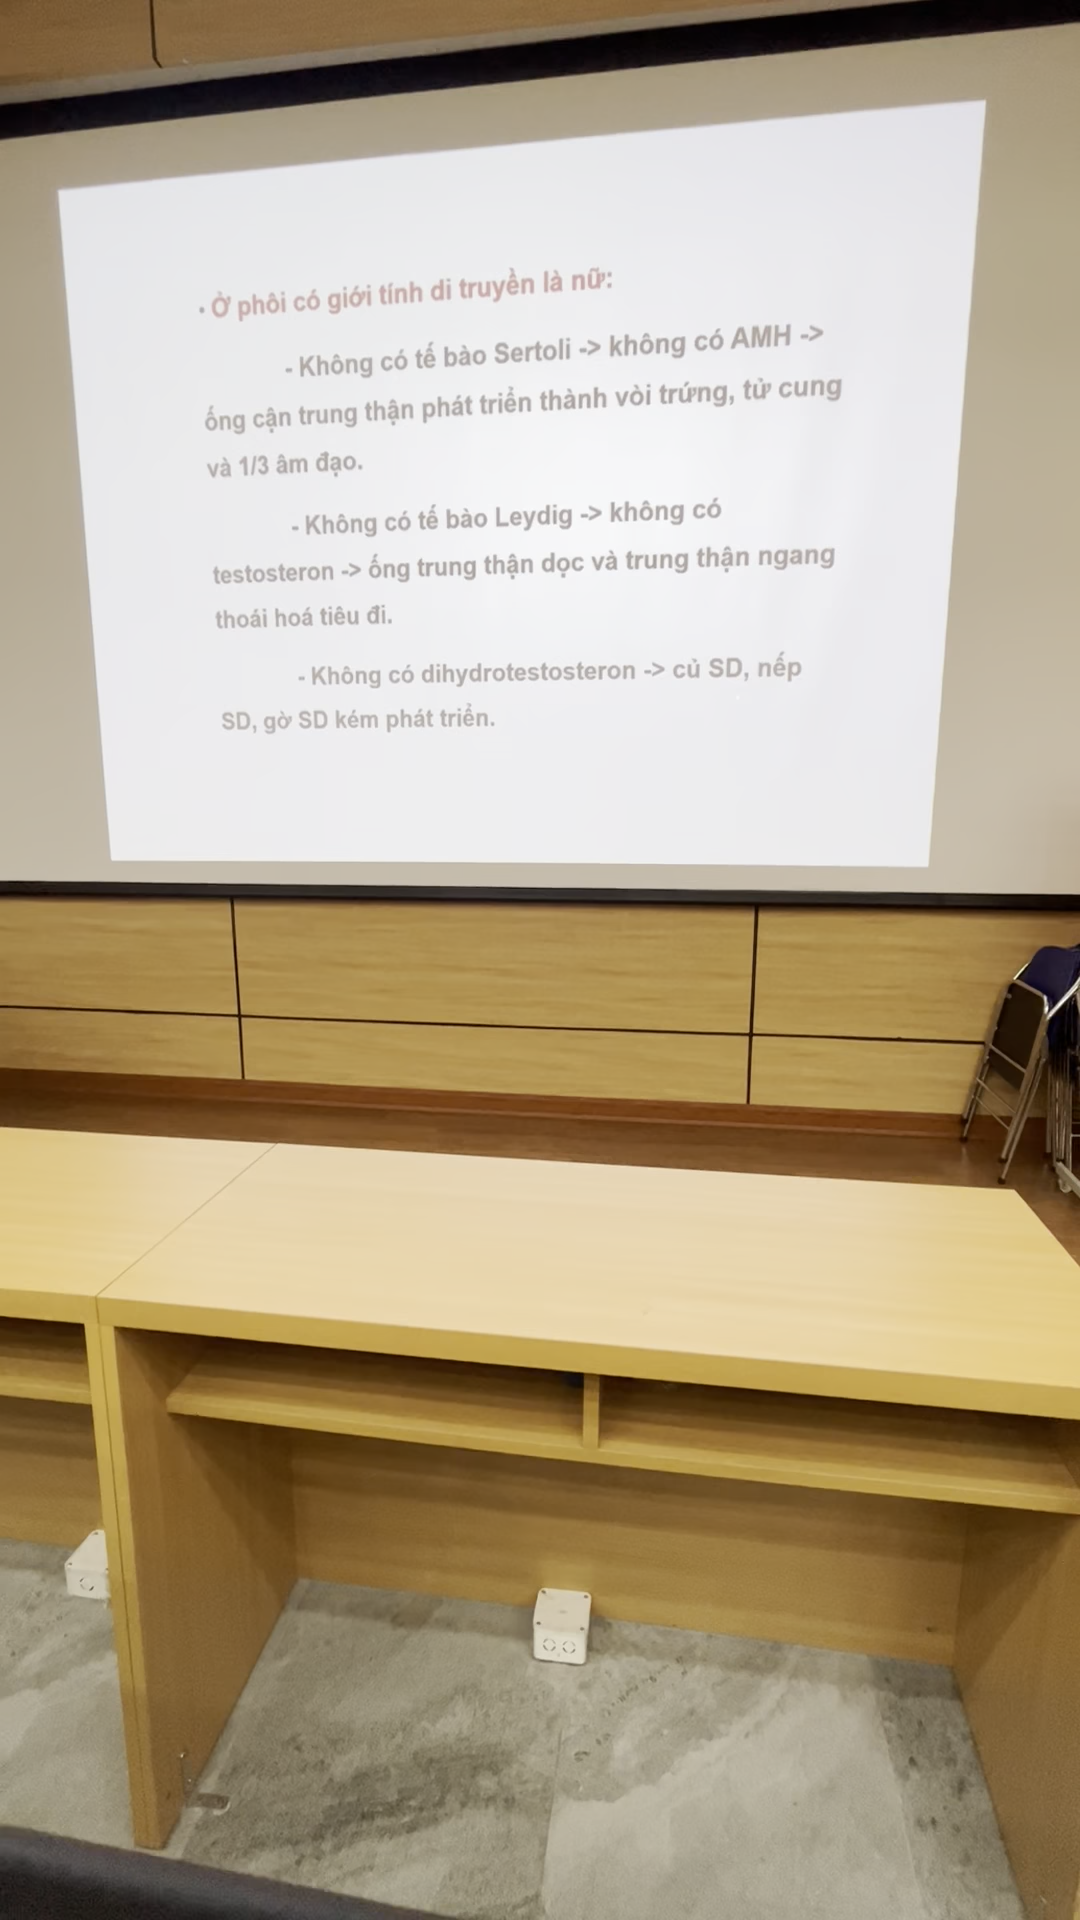 • Ở phôi có giới tính di truyền là nữ:
- Không có tế bào Sertoli -> không có AMH ->
ống cận trung thận phát triển thành vòi trứng, tử cung
và 1/3 âm đạo.
- Không có tế bào Leydig -> không có
testosteron -> ống trung thận dọc và trung thận ngang
thoái hoá tiêu đi.
- Không có dihydrotestosteron -> củ SD, nếp
SD, gờ SD kém phát triển.